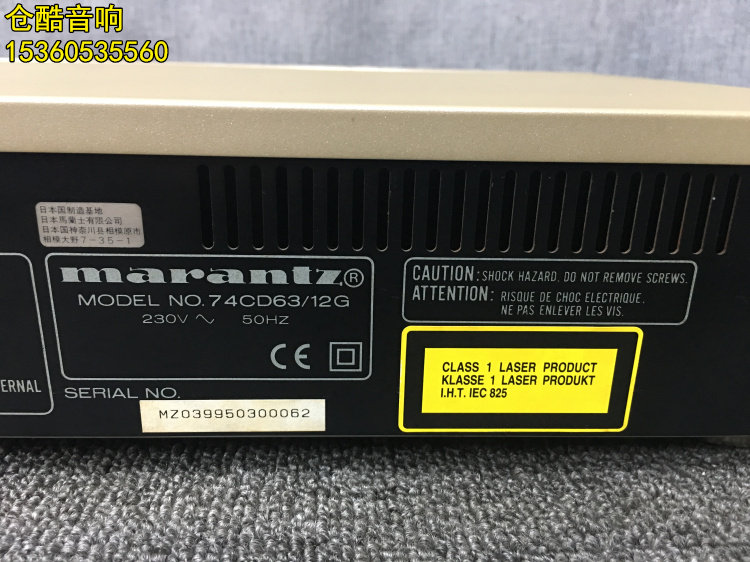 仓酷音响
15360535560
日本国制造基地
日本馬蘭士有限公司
日本国神奈川县相模原市
相模大野7-35-1
marantz®
MODEL NO. 74CD63/12G
230V ~ 50HZ
CE
SERIAL NO.
MZ039950300062
ERNAL
CAUTION: SHOCK HAZARD, DO NOT REMOVE SCREWS.
ATTENTION: RISQUE DE CHOC ELECTRIQUE,
NE PAS ENLEVER LES VIS.
CLASS 1 LASER PRODUCT
KLASSE 1 LASER PRODUKT
I.H.T. IEC 825